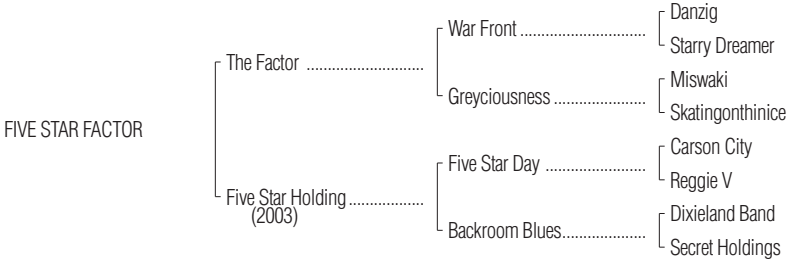 Danzig
War Front ..............................
Starry Dreamer
The Factor ............................
Miswaki
Greyciousness ......................
Skatingonthinice
FIVE STAR FACTOR
Carson City
Five Star Day ........................
Reggie V
Five Star Holding..................
(2003)
Dixieland Band
Backroom Blues....................
Secret Holdings